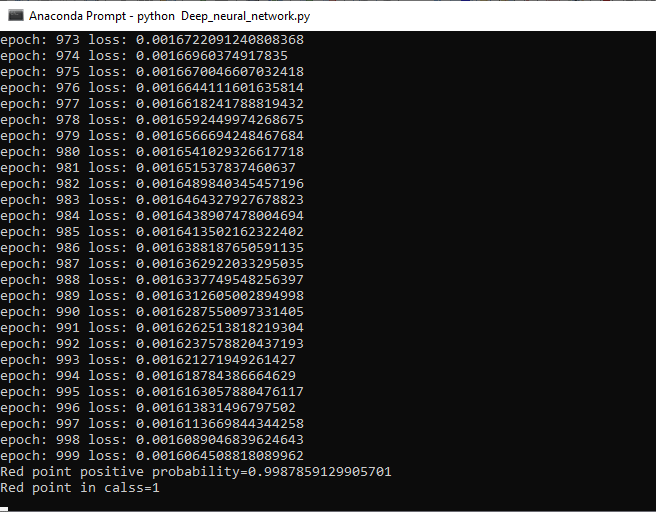 Anaconda Prompt - python  Deep_neural_network.py
epoch: 973 loss: 0.0016722091240808368
epoch: 974 loss: 0.00166960374917835
epoch: 975 loss: 0.0016670046607032418
epoch: 976 loss: 0.0016644111601635814
epoch: 977 loss: 0.0016618241788819432
epoch: 978 loss: 0.0016592449974268675
epoch: 979 loss: 0.0016566694248467684
epoch: 980 loss: 0.0016541029326617718
epoch: 981 loss: 0.001651537837460637
epoch: 982 loss: 0.0016489840345457196
epoch: 983 loss: 0.0016464327927678823
epoch: 984 loss: 0.0016438907478004694
epoch: 985 loss: 0.0016413502162322402
epoch: 986 loss: 0.0016388187650591135
epoch: 987 loss: 0.0016362922033295035
epoch: 988 loss: 0.0016337749548256397
epoch: 989 loss: 0.0016312605002894998
epoch: 990 loss: 0.0016287550097331405
epoch: 991 loss: 0.0016262513818219304
epoch: 992 loss: 0.0016237578820437193
epoch: 993 loss: 0.001621271949261427
epoch: 994 loss: 0.001618784386664629
epoch: 995 loss: 0.0016163057880476117
epoch: 996 loss: 0.001613831496797502
epoch: 997 loss: 0.0016113669844344258
epoch: 998 loss: 0.0016089046839624643
epoch: 999 loss: 0.0016064508818089962
Red point positive probability=0.9987859129905701
Red point in calss=1